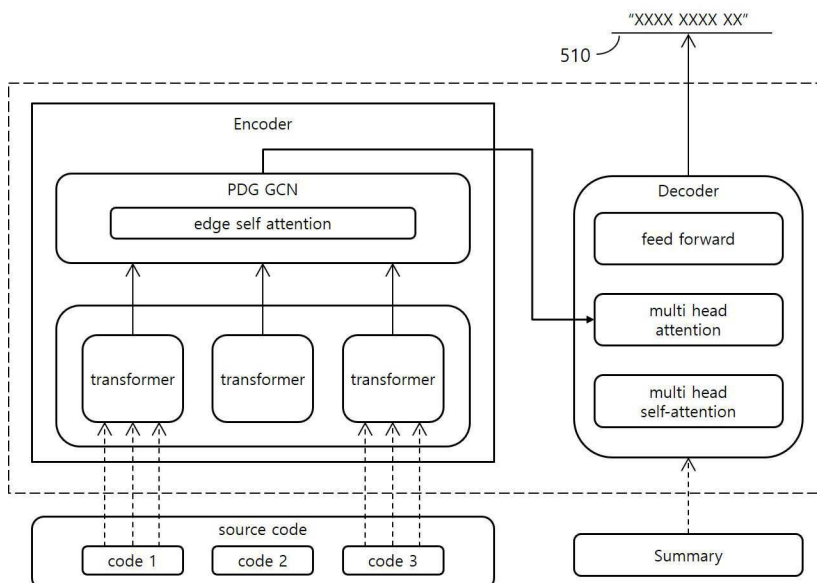 "XXXX XXXX XX"
510
Encoder
PDG GCN
edge self attention
transformer
transformer
transformer
Decoder
feed forward
multi head
attention
multi head
self-attention
source code
code 1
code 2
code 3
Summary